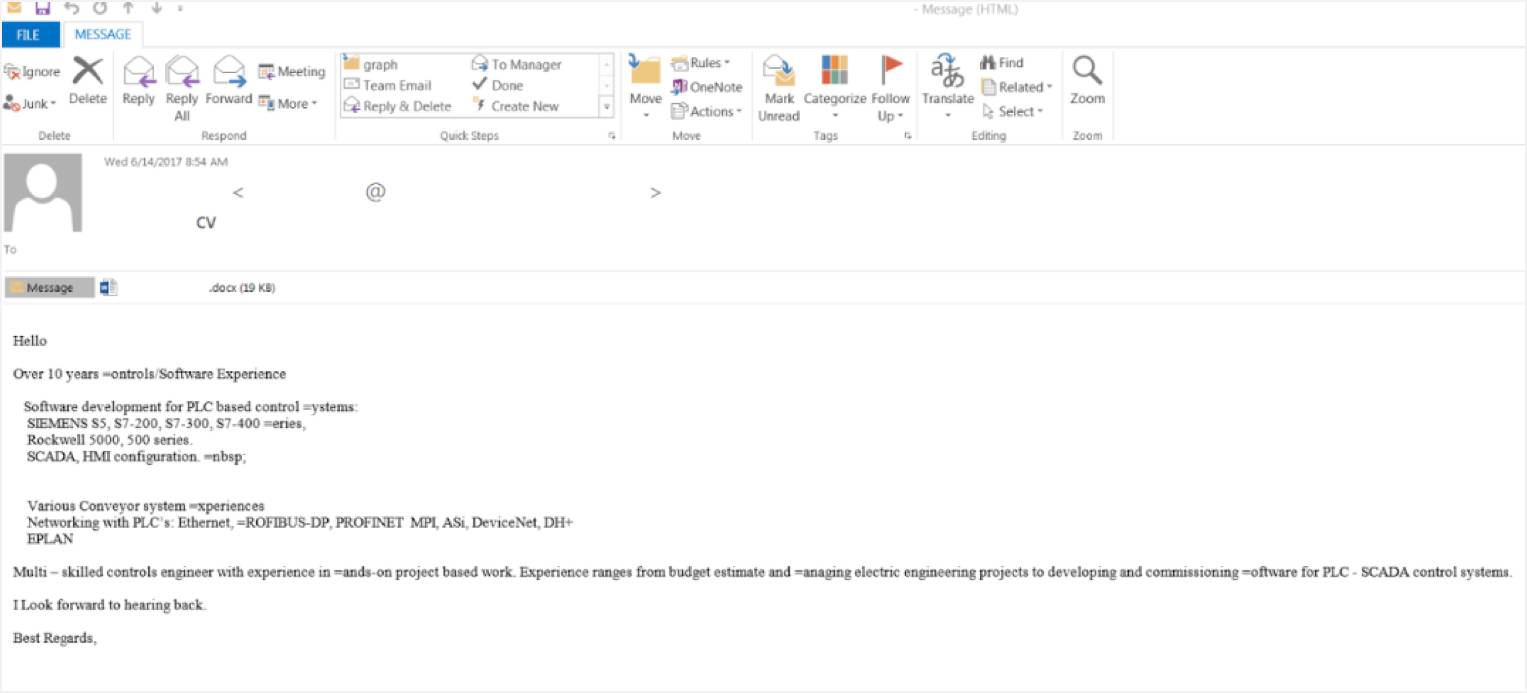 - Message (HTML)
FILE MESSAGE
Ignore
Junk
Delete
Delete
Reply
Reply All
Forward
Meeting
More
Respond
graph
Team Email
Reply & Delete
To Manager
Done
Create New
Quick Steps
Move
Rules
OneNote
Actions
Move
Mark Unread
Categorize
Follow Up
Tags
Translate
Find
Related
Select
Editing
Zoom
Zoom
Wed 6/14/2017 8:54 AM
< @ >
CV
To
Message .docx (19 KB)
Hello
Over 10 years =ontrols/Software Experience
Software development for PLC based control =ystems:
SIEMENS S5, S7-200, S7-300, S7-400 =eries,
Rockwell 5000, 500 series.
SCADA, HMI configuration. =nbsp;
Various Conveyor system =xperiences
Networking with PLC's: Ethernet, =ROFIBUS-DP, PROFINET MPI, ASi, DeviceNet, DH+
EPLAN
Multi – skilled controls engineer with experience in =ands-on project based work. Experience ranges from budget estimate and =anaging electric engineering projects to developing and commissioning =oftware for PLC - SCADA control systems.
I Look forward to hearing back.
Best Regards,